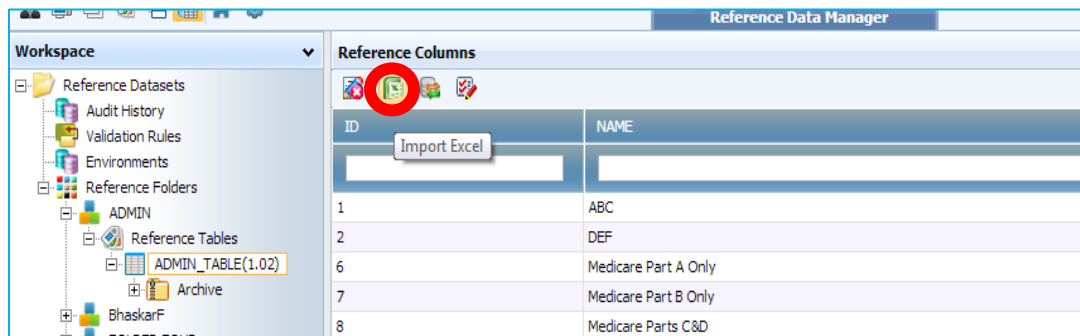 Reference Data Manager
Workspace
Reference Datasets
Audit History
Validation Rules
Environments
Reference Folders
ADMIN
Reference Tables
ADMIN_TABLE(1.02)
Archive
BhaskarF
Reference Columns
Import Excel
ID NAME
1 ABC
2 DEF
6 Medicare Part A Only
7 Medicare Part B Only
8 Medicare Parts C&D